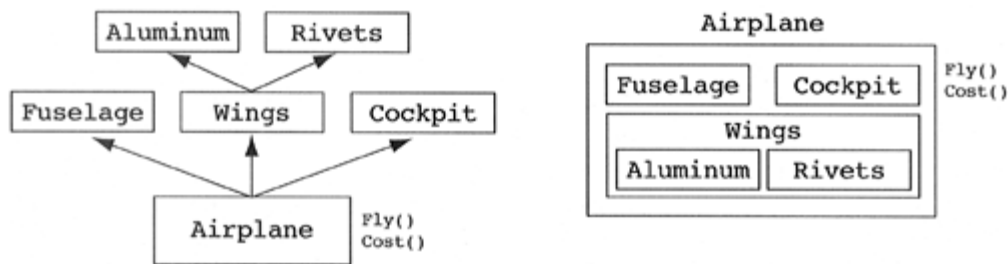 Aluminum
Rivets
Fuselage
Wings
Cockpit
Airplane
Fly()
Cost()
Airplane
Fly()
Cost()
Fuselage
Cockpit
Wings
Aluminum
Rivets